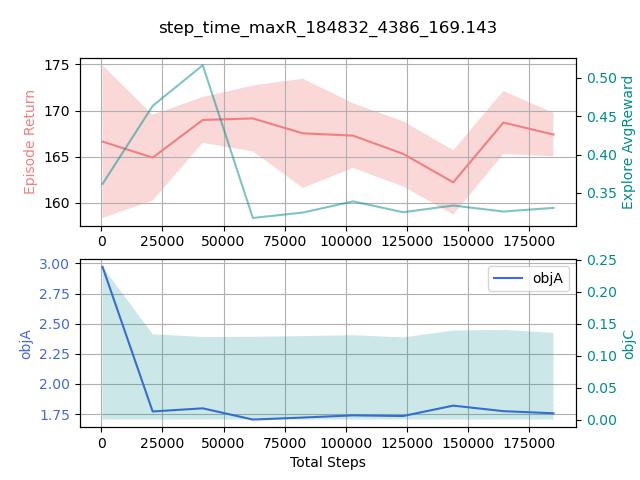 step_time_maxR_184832_4386_169.143
175
170
165
160
Episode Return
0.50
0.45
0.40
0.35
Explore AvgReward
0 25000 50000 75000 100000 125000 150000 175000
3.00
2.75
2.50
2.25
2.00
1.75
objA
objA
0.25
0.20
0.15
0.10
0.05
0.00
objC
0 25000 50000 75000 100000 125000 150000 175000
Total Steps